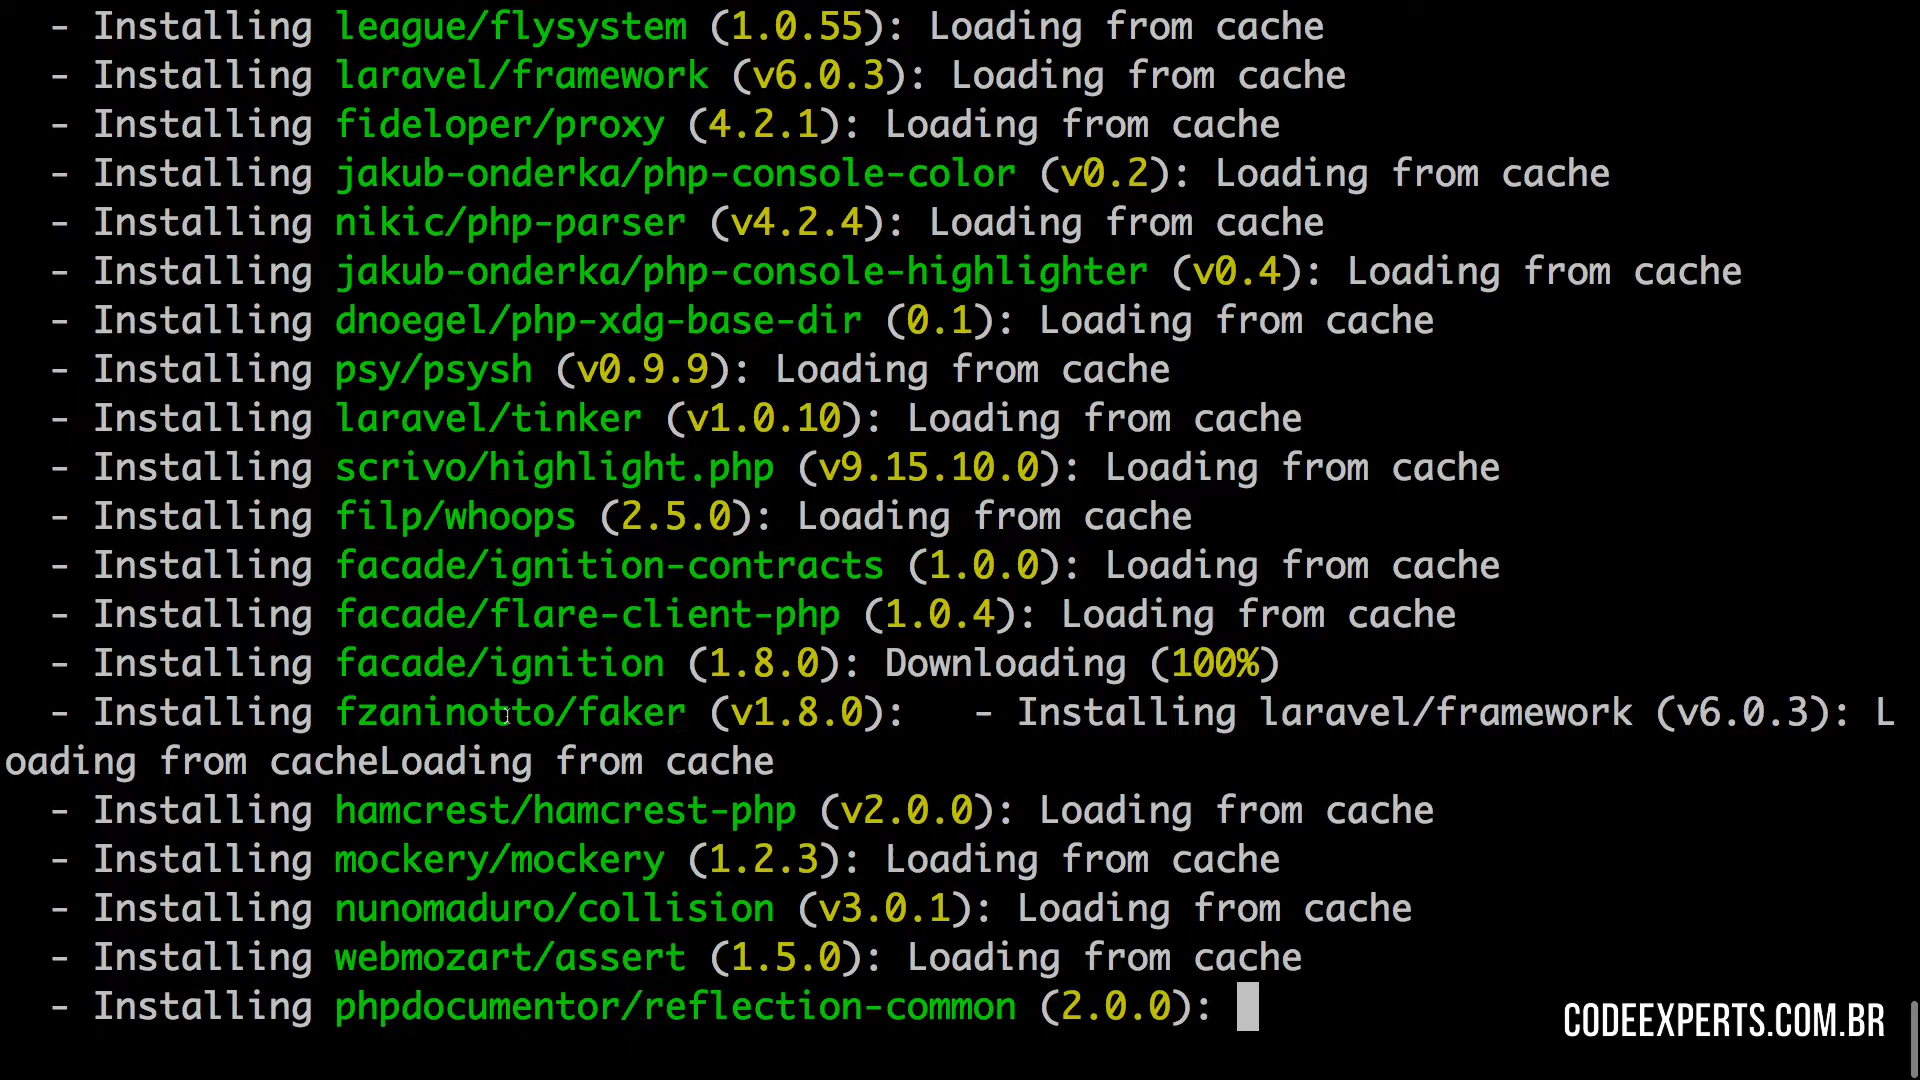 - Installing league/flysystem (1.0.55): Loading from cache
- Installing laravel/framework (v6.0.3): Loading from cache
- Installing fideloper/proxy (4.2.1): Loading from cache
- Installing jakub-onderka/php-console-color (v0.2): Loading from cache
- Installing nikic/php-parser (v4.2.4): Loading from cache
- Installing jakub-onderka/php-console-highlighter (v0.4): Loading from cache
- Installing dnoegel/php-xdg-base-dir (0.1): Loading from cache
- Installing psy/psysh (v0.9.9): Loading from cache
- Installing laravel/tinker (v1.0.10): Loading from cache
- Installing scrivo/highlight.php (v9.15.10.0): Loading from cache
- Installing filp/whoops (2.5.0): Loading from cache
- Installing facade/ignition-contracts (1.0.0): Loading from cache
- Installing facade/flare-client-php (1.0.4): Loading from cache
- Installing facade/ignition (1.8.0): Downloading (100%)
- Installing fzaninotto/faker (v1.8.0):   - Installing laravel/framework (v6.0.3): L
oading from cacheLoading from cache
- Installing hamcrest/hamcrest-php (v2.0.0): Loading from cache
- Installing mockery/mockery (1.2.3): Loading from cache
- Installing nunomaduro/collision (v3.0.1): Loading from cache
- Installing webmozart/assert (1.5.0): Loading from cache
- Installing phpdocumentor/reflection-common (2.0.0):
CODEEXPERTS.COM.BR